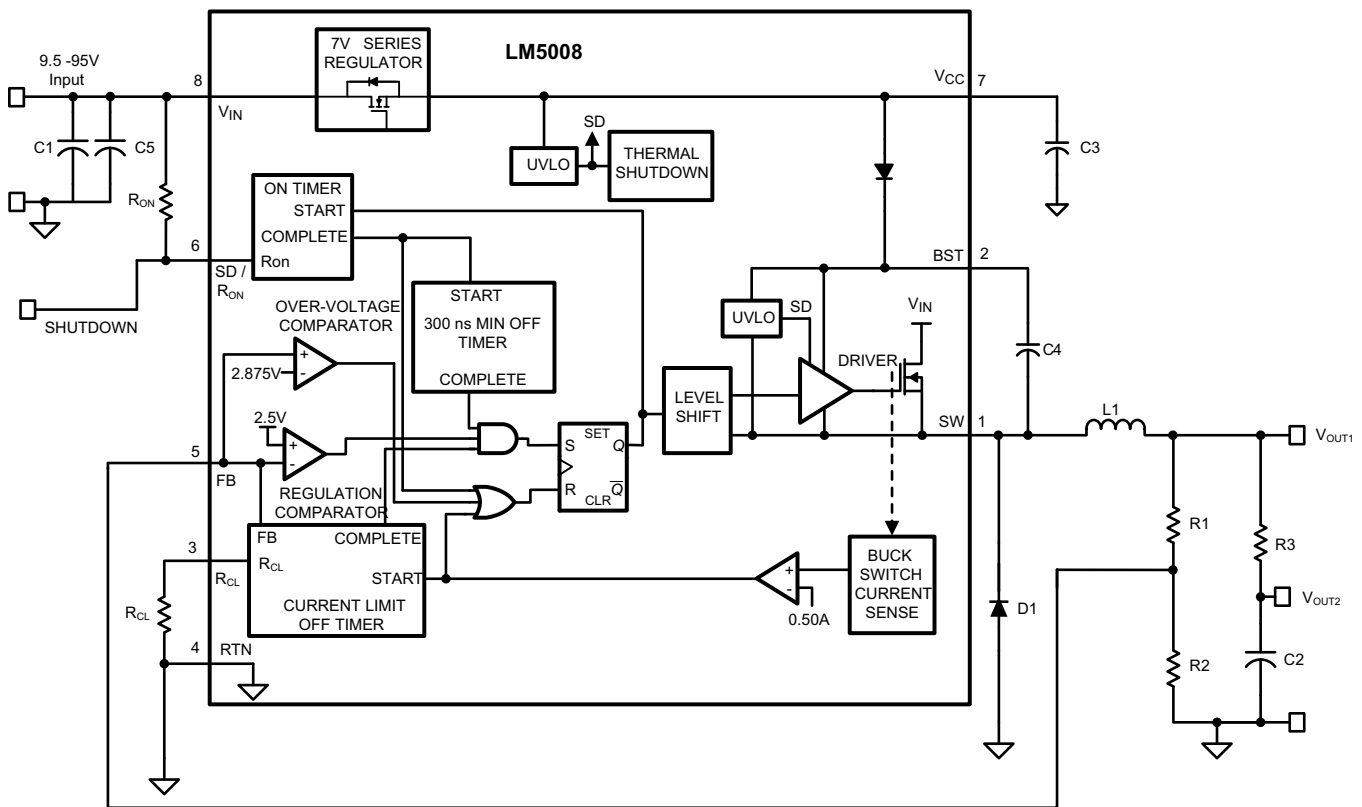 LM5008
7V SERIES
REGULATOR
9.5 -95V
Input
8
VIN
VCC
7
C1
C5
RON
C3
SD
UVLO
THERMAL
SHUTDOWN
ON TIMER
START
COMPLETE
Ron
6
SD /
RON
SHUTDOWN
BST
2
START
300 ns MIN OFF
TIMER
COMPLETE
OVER-VOLTAGE
COMPARATOR
+
-
2.875V
UVLO
SD
VIN
DRIVER
C4
LEVEL
SHIFT
2.5V
+
-
5
FB
REGULATION
COMPARATOR
S
SET
Q
R
CLR
Q
SW
1
L1
VOUT1
FB
COMPLETE
3
RCL
RCL
START
CURRENT LIMIT
OFF TIMER
RCL
4
RTN
+
-
0.50A
BUCK
SWITCH
CURRENT
SENSE
D1
R1
R3
VOUT2
R2
C2